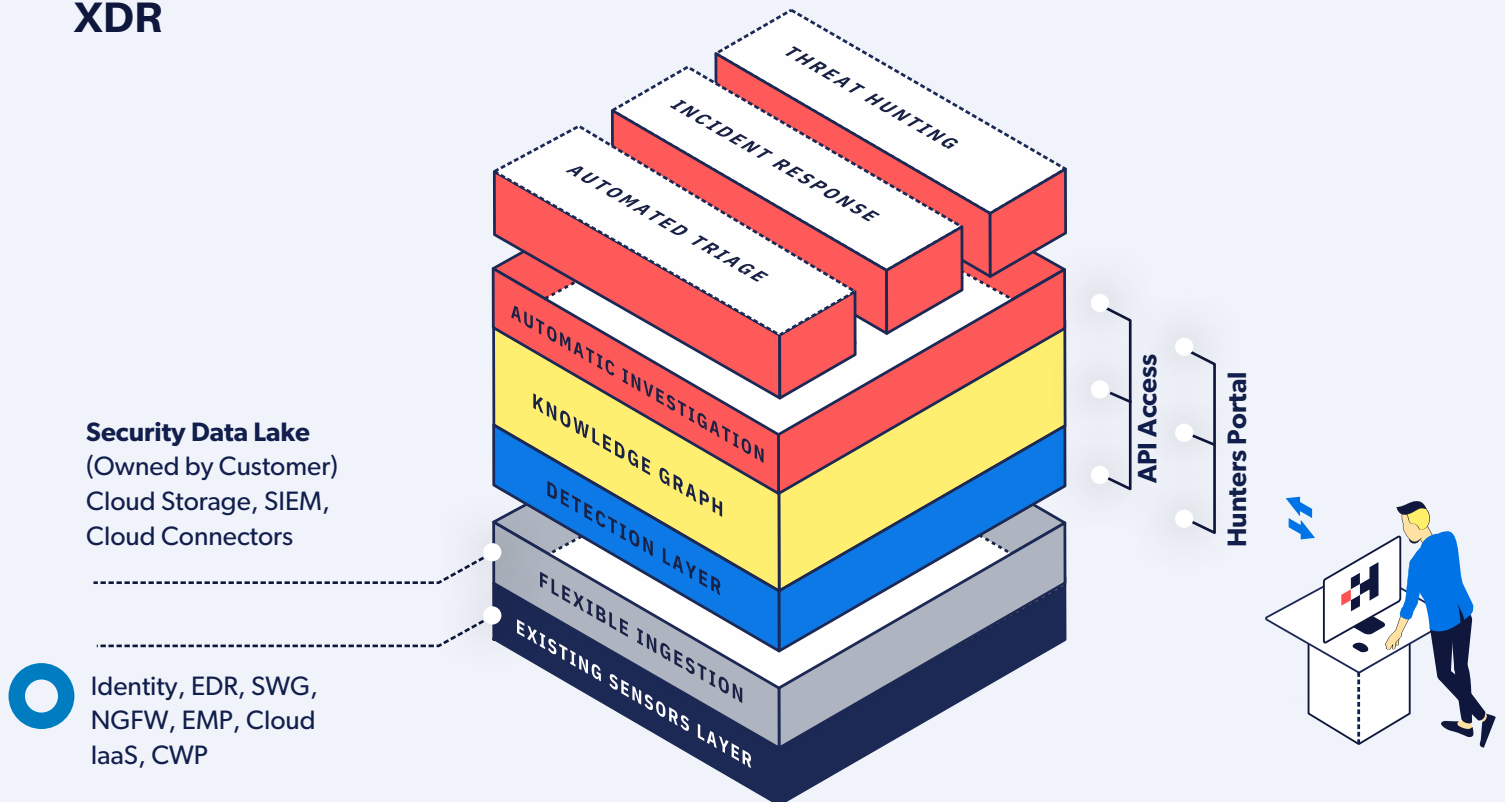 XDR
THREAT HUNTING
INCIDENT RESPONSE
AUTOMATED TRIAGE
AUTOMATIC INVESTIGATION
KNOWLEDGE GRAPH
DETECTION LAYER
FLEXIBLE INGESTION
EXISTING SENSORS LAYER
Security Data Lake
(Owned by Customer)
Cloud Storage, SIEM,
Cloud Connectors
Identity, EDR, SWG,
NGFW, EMP, Cloud
IaaS, CWP
API Access
Hunters Portal